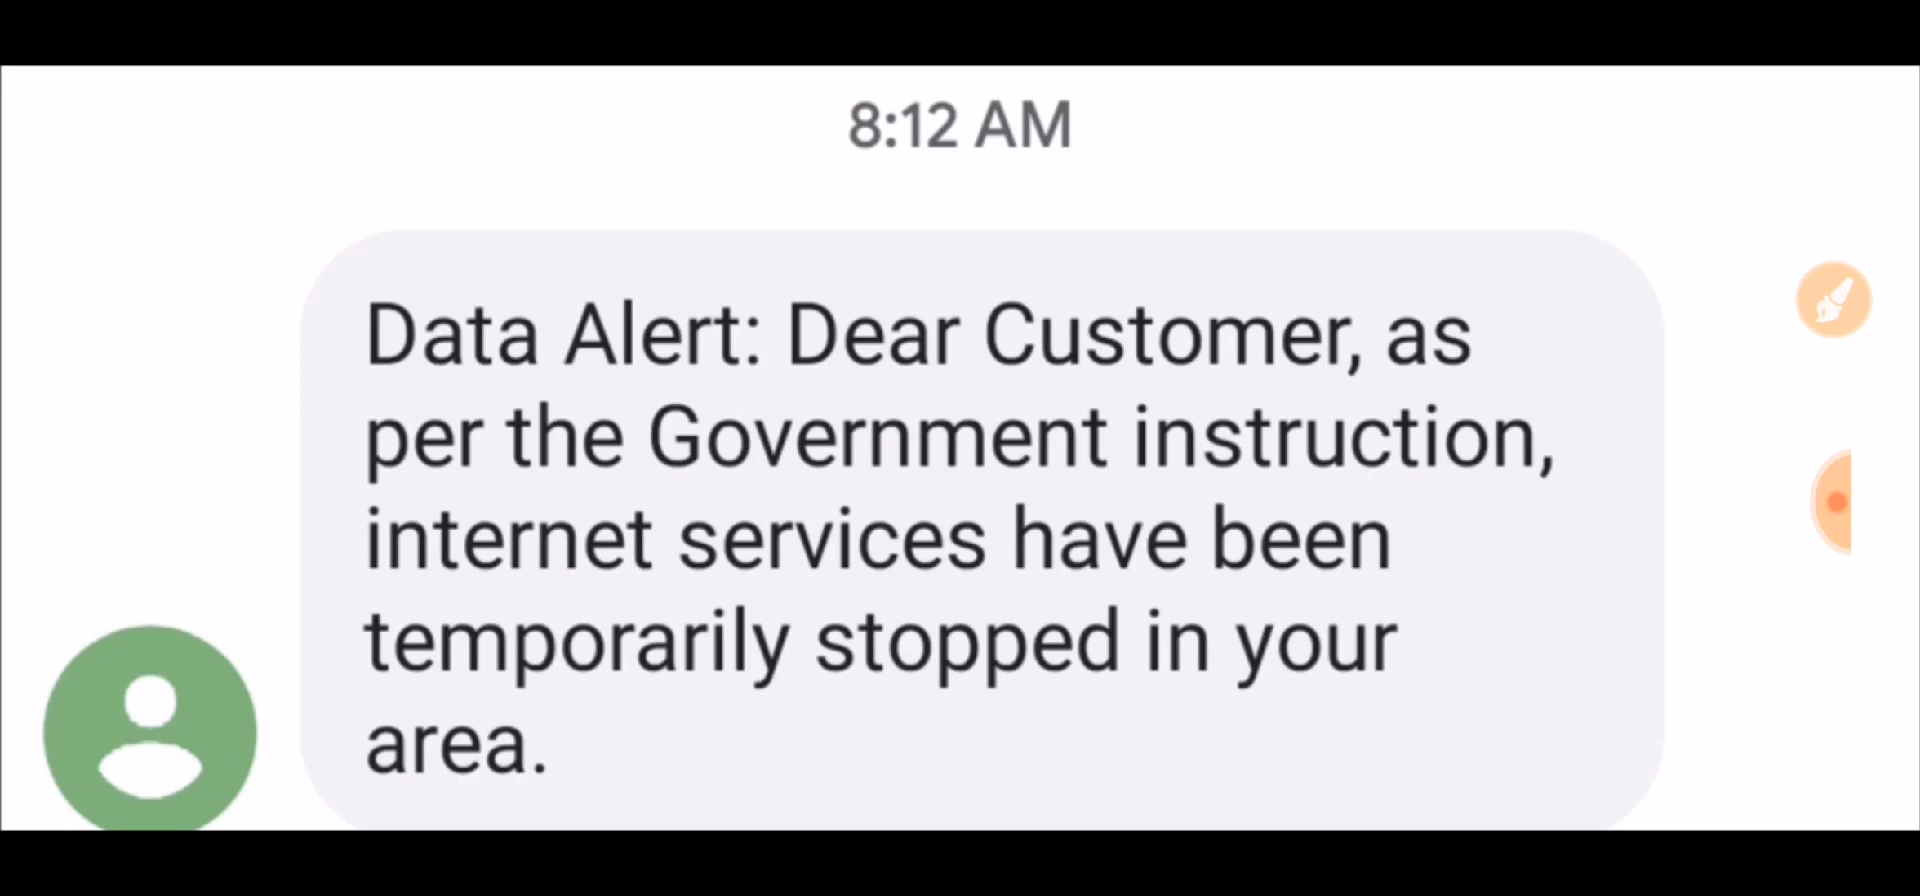 8:12 AM
Data Alert: Dear Customer, as
per the Government instruction,
internet services have been
temporarily stopped in your
area.